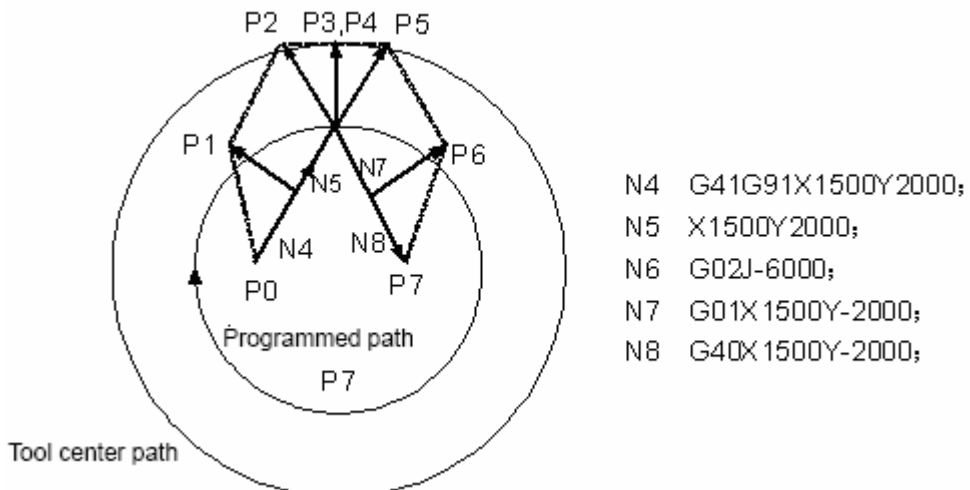 P2
P3,P4
P5
P1
P6
N5
N7
N4
N8
P0
P7
Programmed path
P7
Tool center path
N4 G41G91X1500Y2000;
N5 X1500Y2000;
N6 G02J-6000;
N7 G01X1500Y-2000;
N8 G40X1500Y-2000;